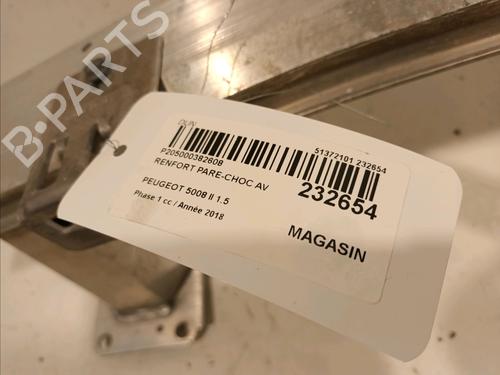 B-PARTS
P205000382608
51372101 232654
RENFORT PARE-CHOC AV
232654
PEUGEOT 5008 II 1.5
Phase 1 cc / Année 2018
MAGASIN